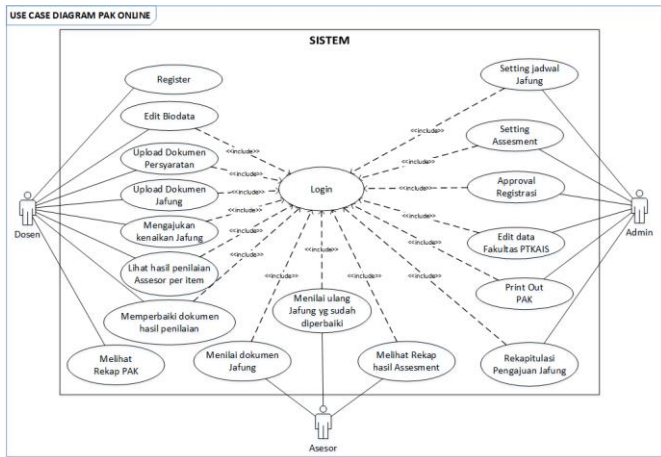 USE CASE DIAGRAM PAK ONLINE
SISTEM
Register
Edit Biodata
Upload Dokumen
Persyaratan
Upload Dokumen
Jafung
Mengajukan
kenaikan Jafung
Lihat hasil penilaian
Assesor per item
Memperbaiki dokumen
hasil penilaian
Melihat
Rekap PAK
Dosen
<<include>>
<<include>>
<<include>>
<<include>>
<<include>>
<<include>>
Login
<<include>>
<<include>>
<<include>>
<<include>>
<<include>>
<<include>>
<<include>>
<<include>>
<<include>>
Setting jadwal
Jafung
Setting
Assesment
Approval
Registrasi
Edit data
Fakultas PTKAIS
Print Out
PAK
Rekapitulasi
Pengajuan Jafung
Admin
Menilai dokumen
Jafung
Menilai ulang
Jafung yg sudah
diperbaiki
Melihat Rekap
hasil Assesment
Asesor